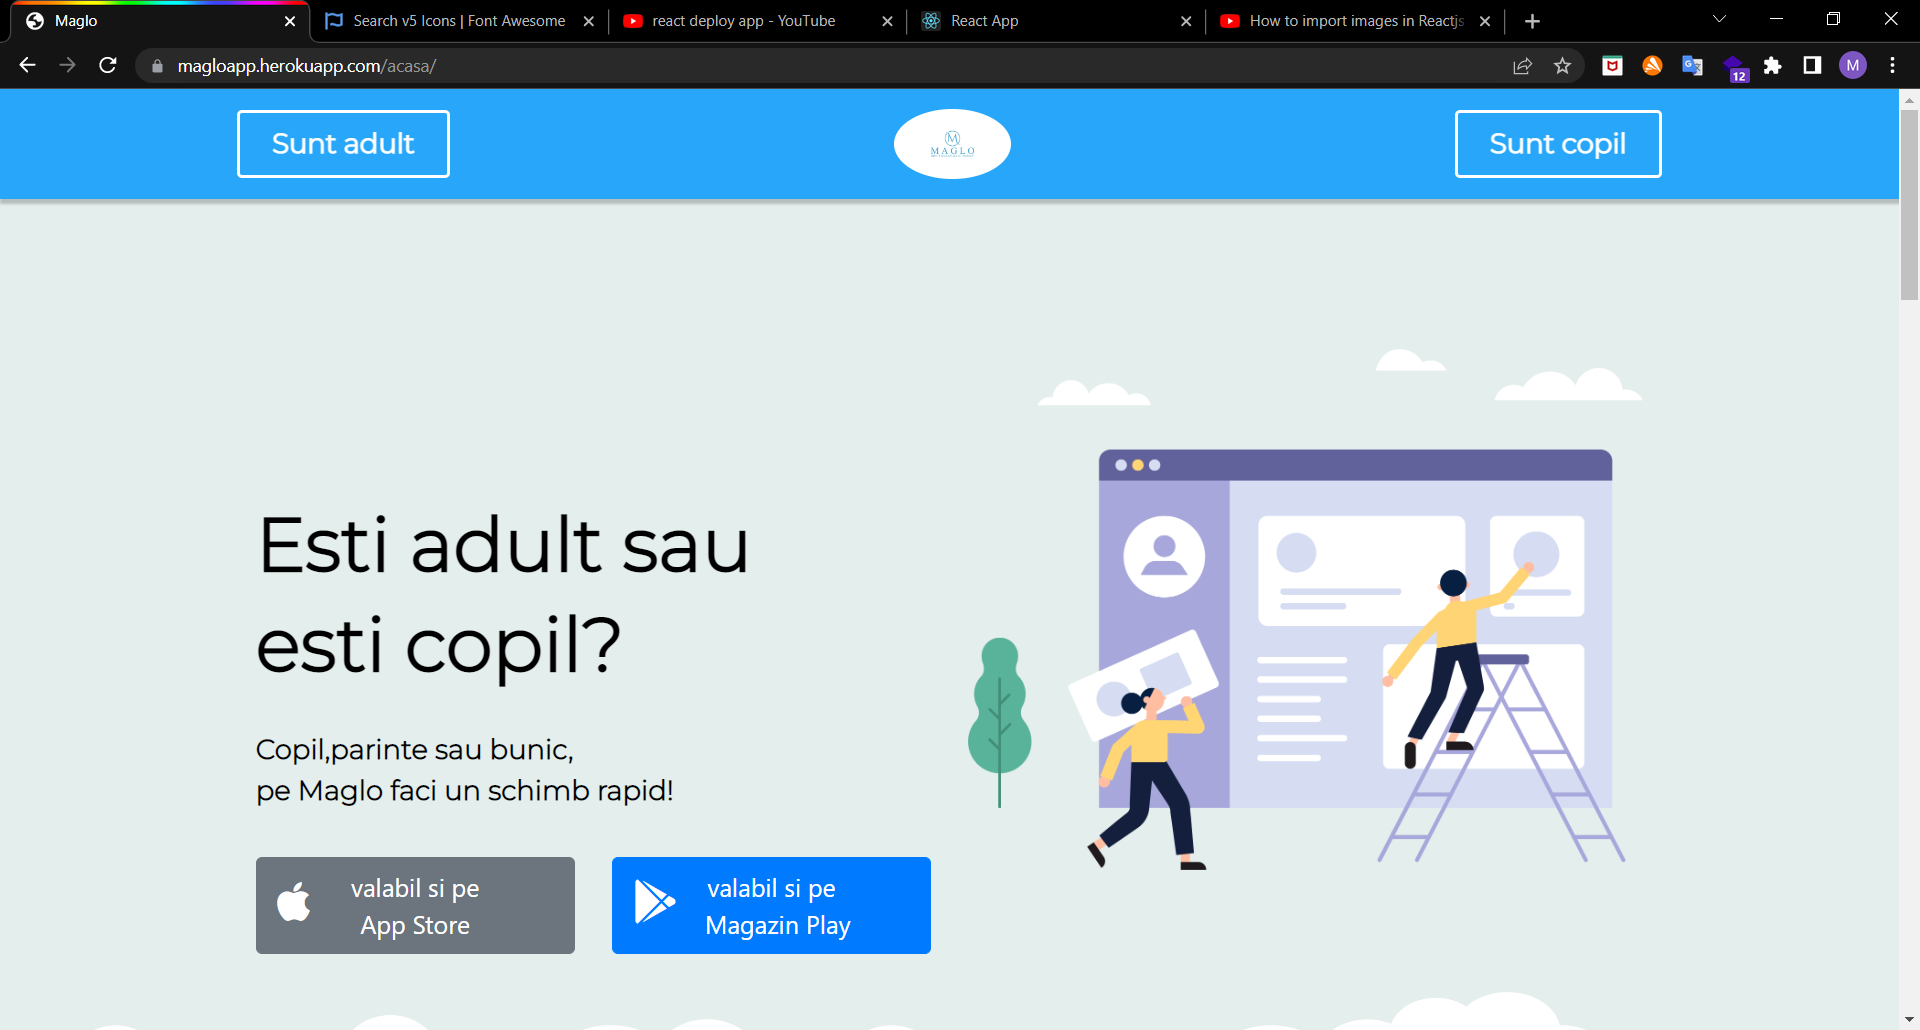 Maglo
Search v5 Icons | Font Awesome
react deploy app - YouTube
React App
How to import images in Reactjs
magloapp.herokuapp.com/acasa/
12
M
Sunt adult
M
MAGLO
Sunt copil
Esti adult sau
esti copil?
Copil,parinte sau bunic,
pe Maglo faci un schimb rapid!
valabil si pe
App Store
valabil si pe
Magazin Play